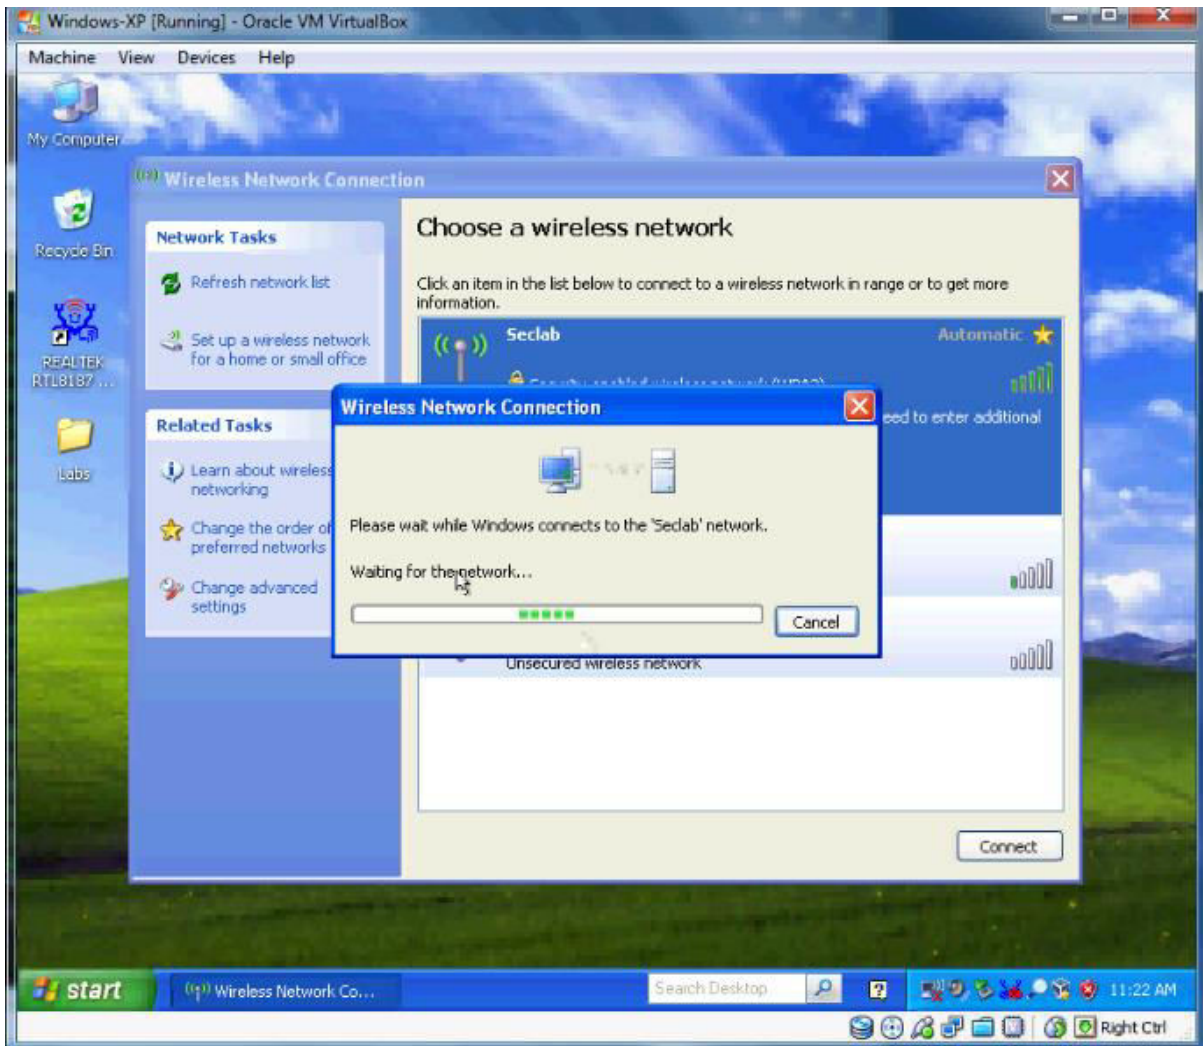 Windows-XP [Running] - Oracle VM VirtualBox
Machine View Devices Help
My Computer
Recycle Bin
REALTEK
RTL8187 ...
Labs
Wireless Network Connection
Network Tasks
Refresh network list
Set up a wireless network
for a home or small office
Related Tasks
Learn about wireless
networking
Change the order of
preferred networks
Change advanced
settings
Choose a wireless network
Click an item in the list below to connect to a wireless network in range or to get more
information.
Seclab Automatic
Security-enabled wireless network (WPA2)
eed to enter additional
Wireless Network Connection
Please wait while Windows connects to the 'Seclab' network.
Waiting for the network...
Cancel
Unsecured wireless network
Connect
start
Wireless Network Co...
Search Desktop
11:22 AM
Right Ctrl